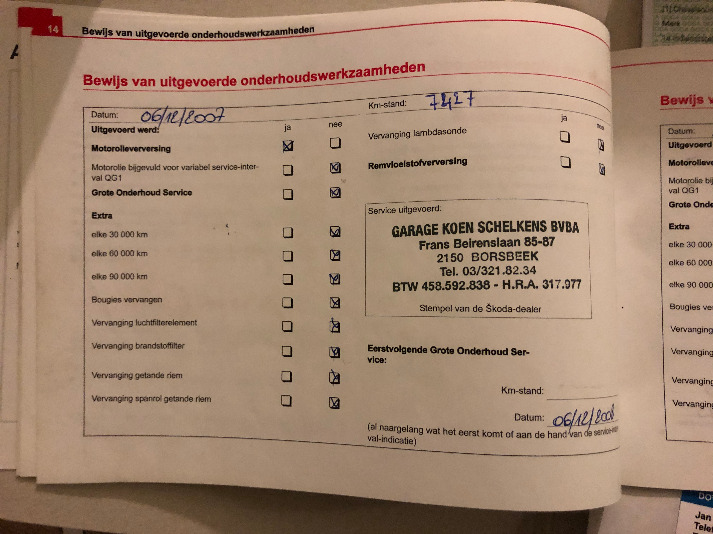 14 Bewijs van uitgevoerde onderhoudswerkzaamheden
Bewijs van uitgevoerde onderhoudswerkzaamheden
Datum: 06/12/2007
Km-stand: 7427
Uitgevoerd werd: ja nee
Motorolieverversing
Motorolie bijgevuld voor variabel service-inter-
val QG1
Grote Onderhoud Service
Extra
elke 30 000 km
elke 60 000 km
elke 90 000 km
Bougies vervangen
Vervanging luchtfilterelement
Vervanging brandstoffilter
Vervanging getande riem
Vervanging spanrol getande riem
ja nee
Vervanging lambdasonde
Remvloeistofverversing
Service uitgevoerd:
GARAGE KOEN SCHELKENS BVBA
Frans Beirenslaan 85-87
2150 BORSBEEK
Tel. 03/321.82.34
BTW 458.592.838 - H.R.A. 317.977
Stempel van de Škoda-dealer
Eerstvolgende Grote Onderhoud Ser-
vice:
Km-stand:
Datum: 06/12/2008
(al naargelang wat het eerst komt of aan de hand van de service-inter-
val-indicatie)
Bewijs v
Datum:
Uitgevoerd
Motorolieve
Motorolie bij
val QG1
Grote Onde
Extra
elke 30 000
elke 60 000
elke 90 000
Bougies ver
Vervanging
Vervanging
Vervanging
Vervanging
Jan
Telef